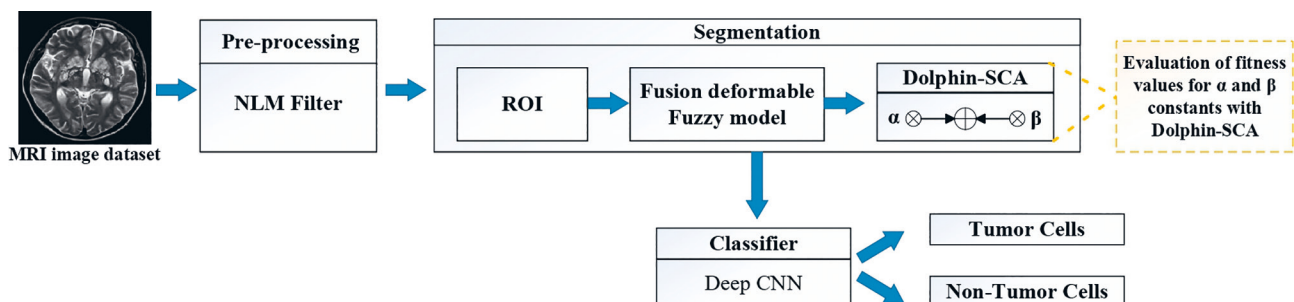 MRI image dataset
Pre-processing
NLM Filter
Segmentation
ROI
Fusion deformable
Fuzzy model
Dolphin-SCA
α β
Evaluation of fitness
values for α and β
constants with
Dolphin-SCA
Classifier
Deep CNN
Tumor Cells
Non-Tumor Cells